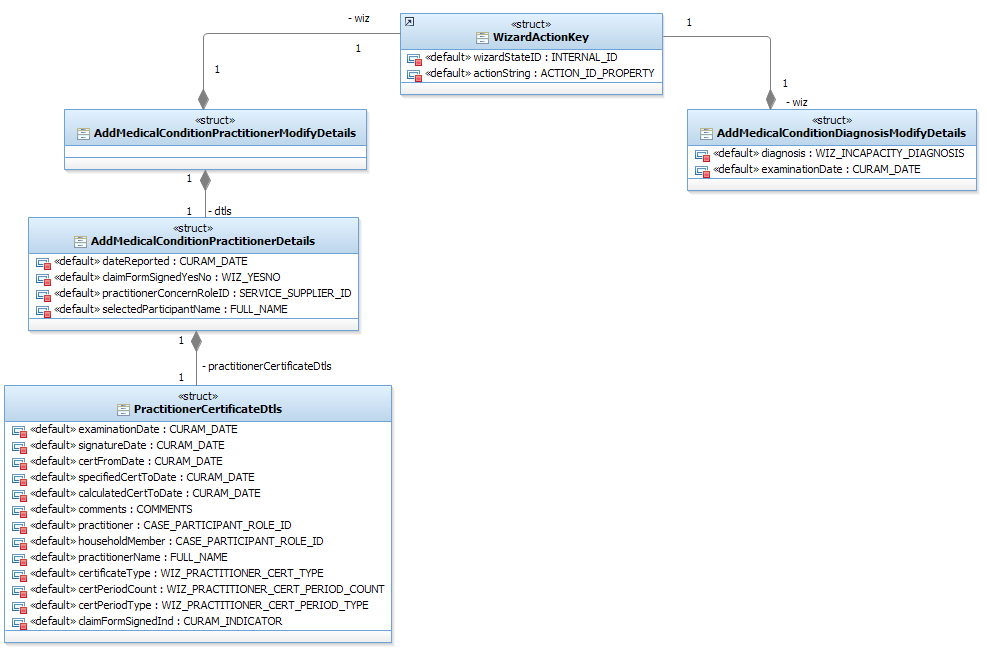 - wiz
1
1
«struct»
WizardActionKey
«default» wizardStateID : INTERNAL_ID
«default» actionString : ACTION_ID_PROPERTY
1
1
- wiz
«struct»
AddMedicalConditionPractitionerModifyDetails
«struct»
AddMedicalConditionDiagnosisModifyDetails
«default» diagnosis : WIZ_INCAPACITY_DIAGNOSIS
«default» examinationDate : CURAM_DATE
1
1
- dtls
«struct»
AddMedicalConditionPractitionerDetails
«default» dateReported : CURAM_DATE
«default» claimFormSignedYesNo : WIZ_YESNO
«default» practitionerConcernRoleID : SERVICE_SUPPLIER_ID
«default» selectedParticipantName : FULL_NAME
1
- practitionerCertificateDtls
1
«struct»
PractitionerCertificateDtls
«default» examinationDate : CURAM_DATE
«default» signatureDate : CURAM_DATE
«default» certFromDate : CURAM_DATE
«default» specifiedCertToDate : CURAM_DATE
«default» calculatedCertToDate : CURAM_DATE
«default» comments : COMMENTS
«default» practitioner : CASE_PARTICIPANT_ROLE_ID
«default» householdMember : CASE_PARTICIPANT_ROLE_ID
«default» practitionerName : FULL_NAME
«default» certificateType : WIZ_PRACTITIONER_CERT_TYPE
«default» certPeriodCount : WIZ_PRACTITIONER_CERT_PERIOD_COUNT
«default» certPeriodType : WIZ_PRACTITIONER_CERT_PERIOD_TYPE
«default» claimFormSignedInd : CURAM_INDICATOR